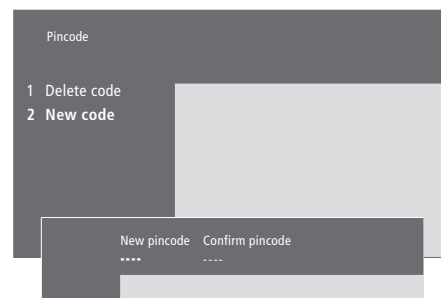 Pincode
1 Delete code
2 New code
New pincode Confirm pincode
---- ----